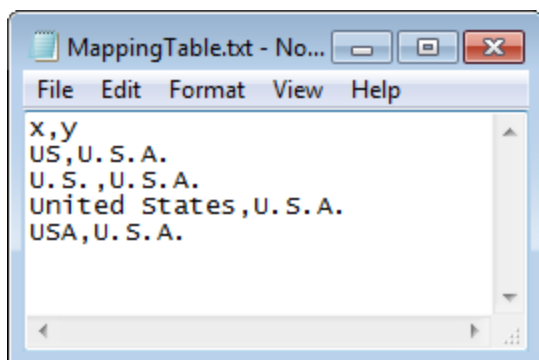 MappingTable.txt - No...
File Edit Format View Help
x,y
US,U.S.A.
U.S.,U.S.A.
United States,U.S.A.
USA,U.S.A.